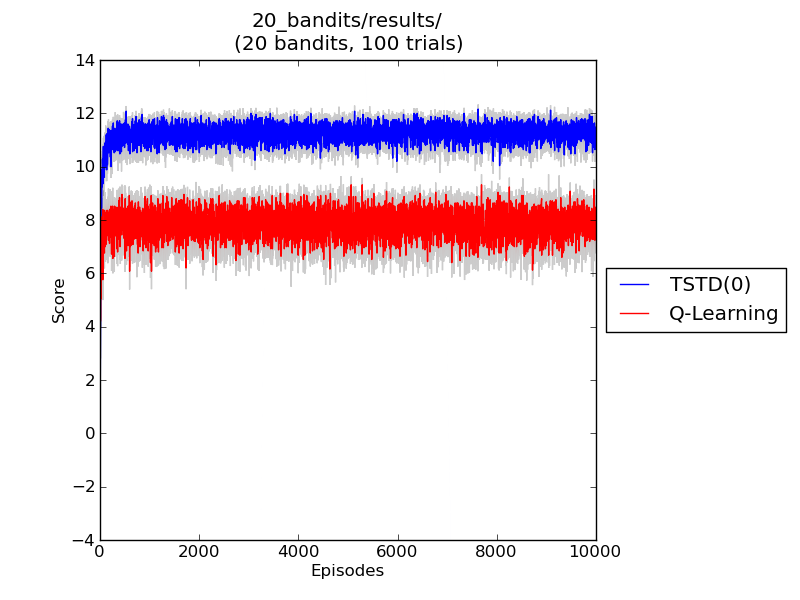 20_bandits/results/
(20 bandits, 100 trials)
14
12
10
8
6
4
2
0
−2
−4
Score
0 2000 4000 6000 8000 10000
Episodes
TSTD(0)
Q-Learning